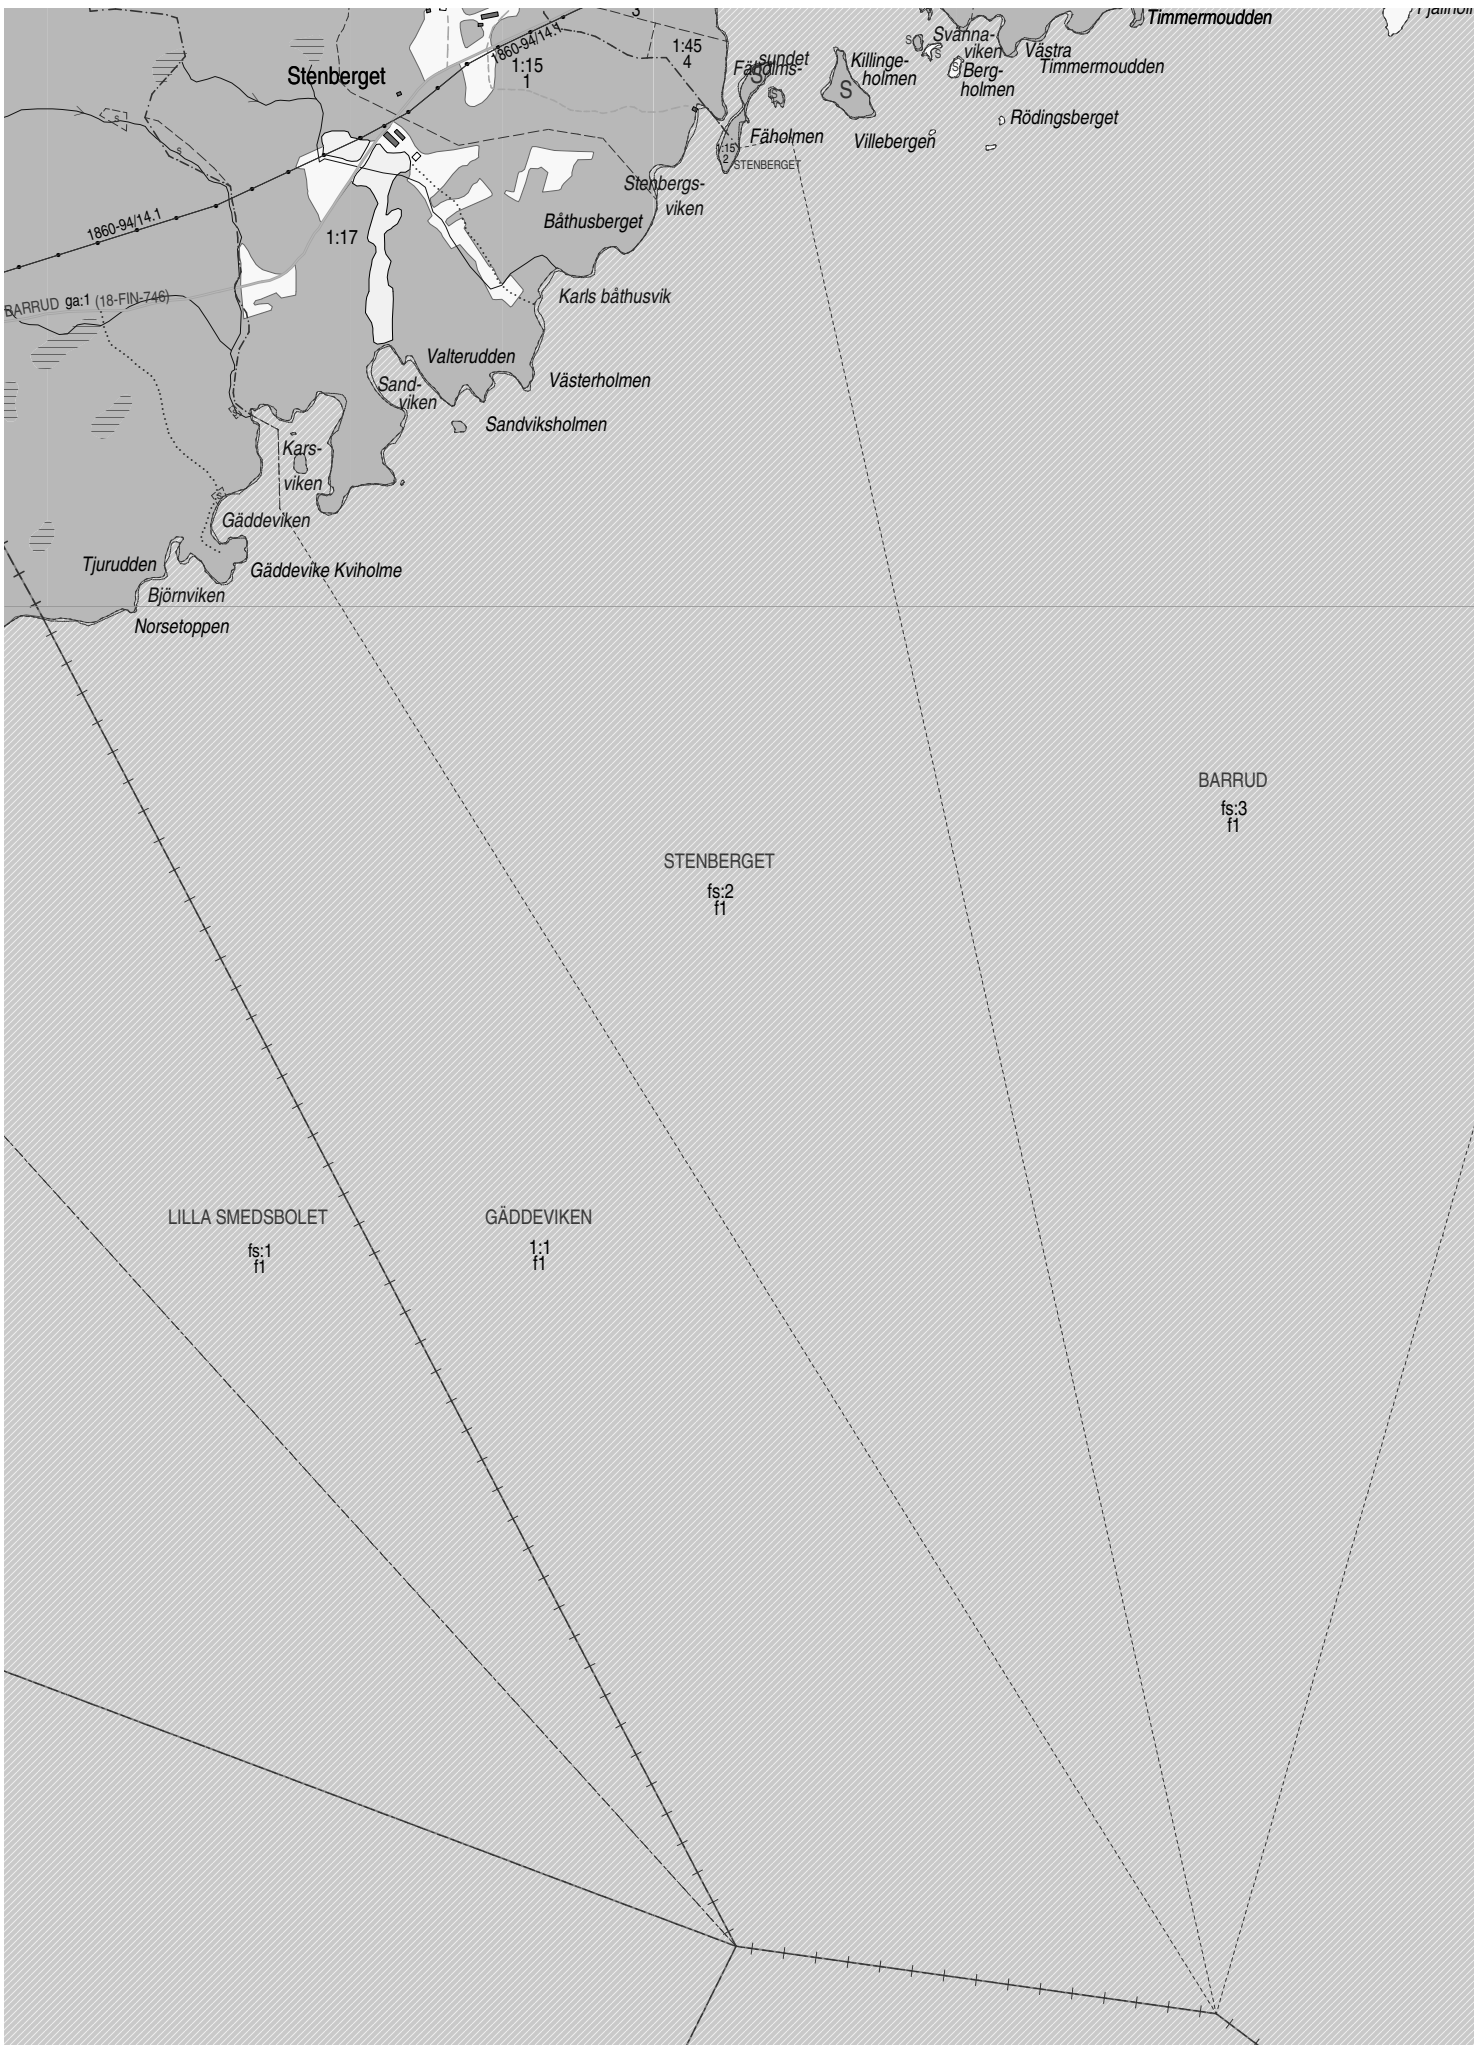 Timmermoudden
1860-94/14.1
1:15
1
1:45
4
3
Stenberget
sundet
Fäholms-
S
Killinge-
holmen
S
Svanna-
viken
Västra
Timmermoudden
Berg-
holmen
S
S
S
S
Rödingsberget
Fäholmen
Villebergen
1:15
2
STENBERGET
S
S
Stenbergs-
viken
Båthusberget
1860-94/14.1
1:17
BARRUD ga:1 (18-FIN-746)
Karls båthusvik
Valterudden
Västerholmen
Sand-
viken
Sandviksholmen
Kars-
viken
Gäddeviken
Tjurudden
Gäddevike Kviholme
Björnviken
Norsetoppen
BARRUD
fs:3
f1
STENBERGET
fs:2
f1
LILLA SMEDSBOLET
fs:1
f1
GÄDDEVIKEN
1:1
f1